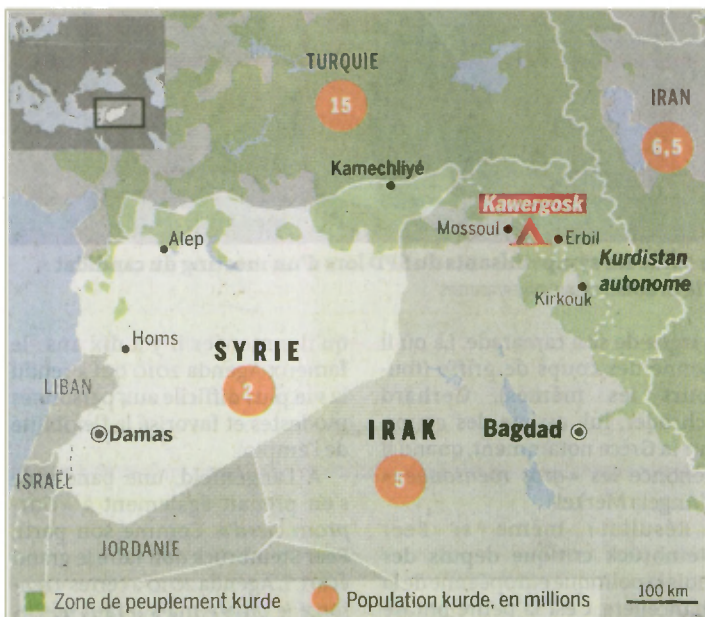 TURQUIE
15
IRAN
6,5
Kamechliyé
Kawergosk
Mossoul
Erbil
Alep
Kurdistan
autonome
Kirkouk
Homs
SYRIE
2
LIBAN
Damas
IRAK
Bagdad
5
ISRAËL
JORDANIE
Zone de peuplement kurde
Population kurde, en millions
100 km